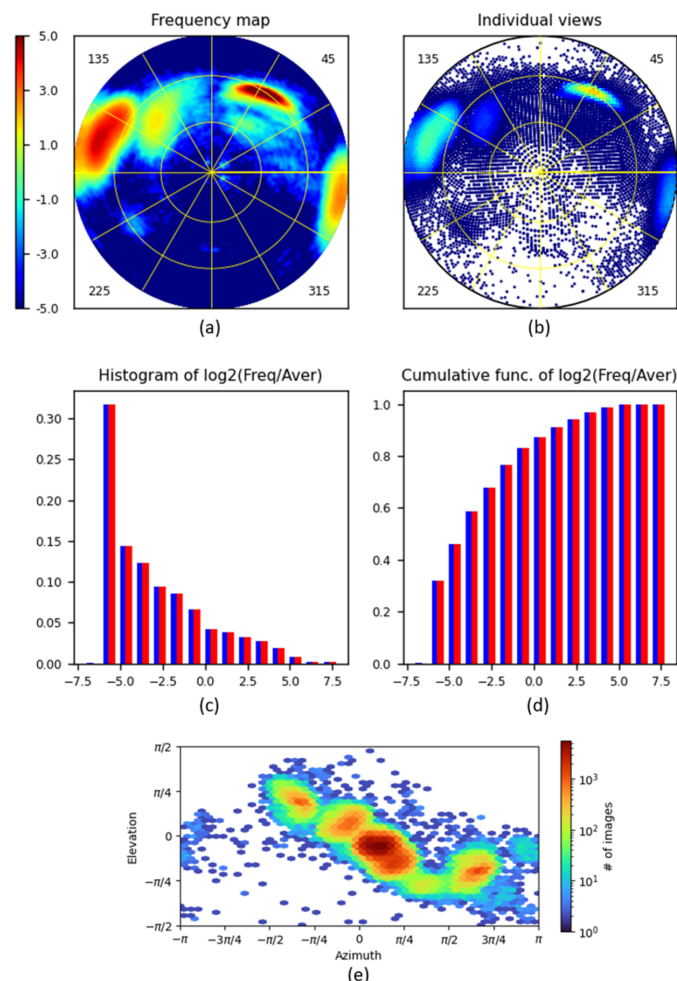 Frequency map
Individual views
5.0
3.0
1.0
-1.0
-3.0
-5.0
135
45
225
315
135
45
225
315
(a)
(b)
Histogram of log2(Freq/Aver)
Cumulative func. of log2(Freq/Aver)
0.30
0.25
0.20
0.15
0.10
0.05
0.00
−7.5
−5.0
−2.5
0.0
2.5
5.0
7.5
1.0
0.8
0.6
0.4
0.2
0.0
−7.5
−5.0
−2.5
0.0
2.5
5.0
7.5
(c)
(d)
π/2
π/4
0
−π/4
−π/2
Elevation
−π
−3π/4
−π/2
−π/4
0
π/4
π/2
3π/4
π
Azimuth
10³
10²
10¹
10⁰
# of images
(e)